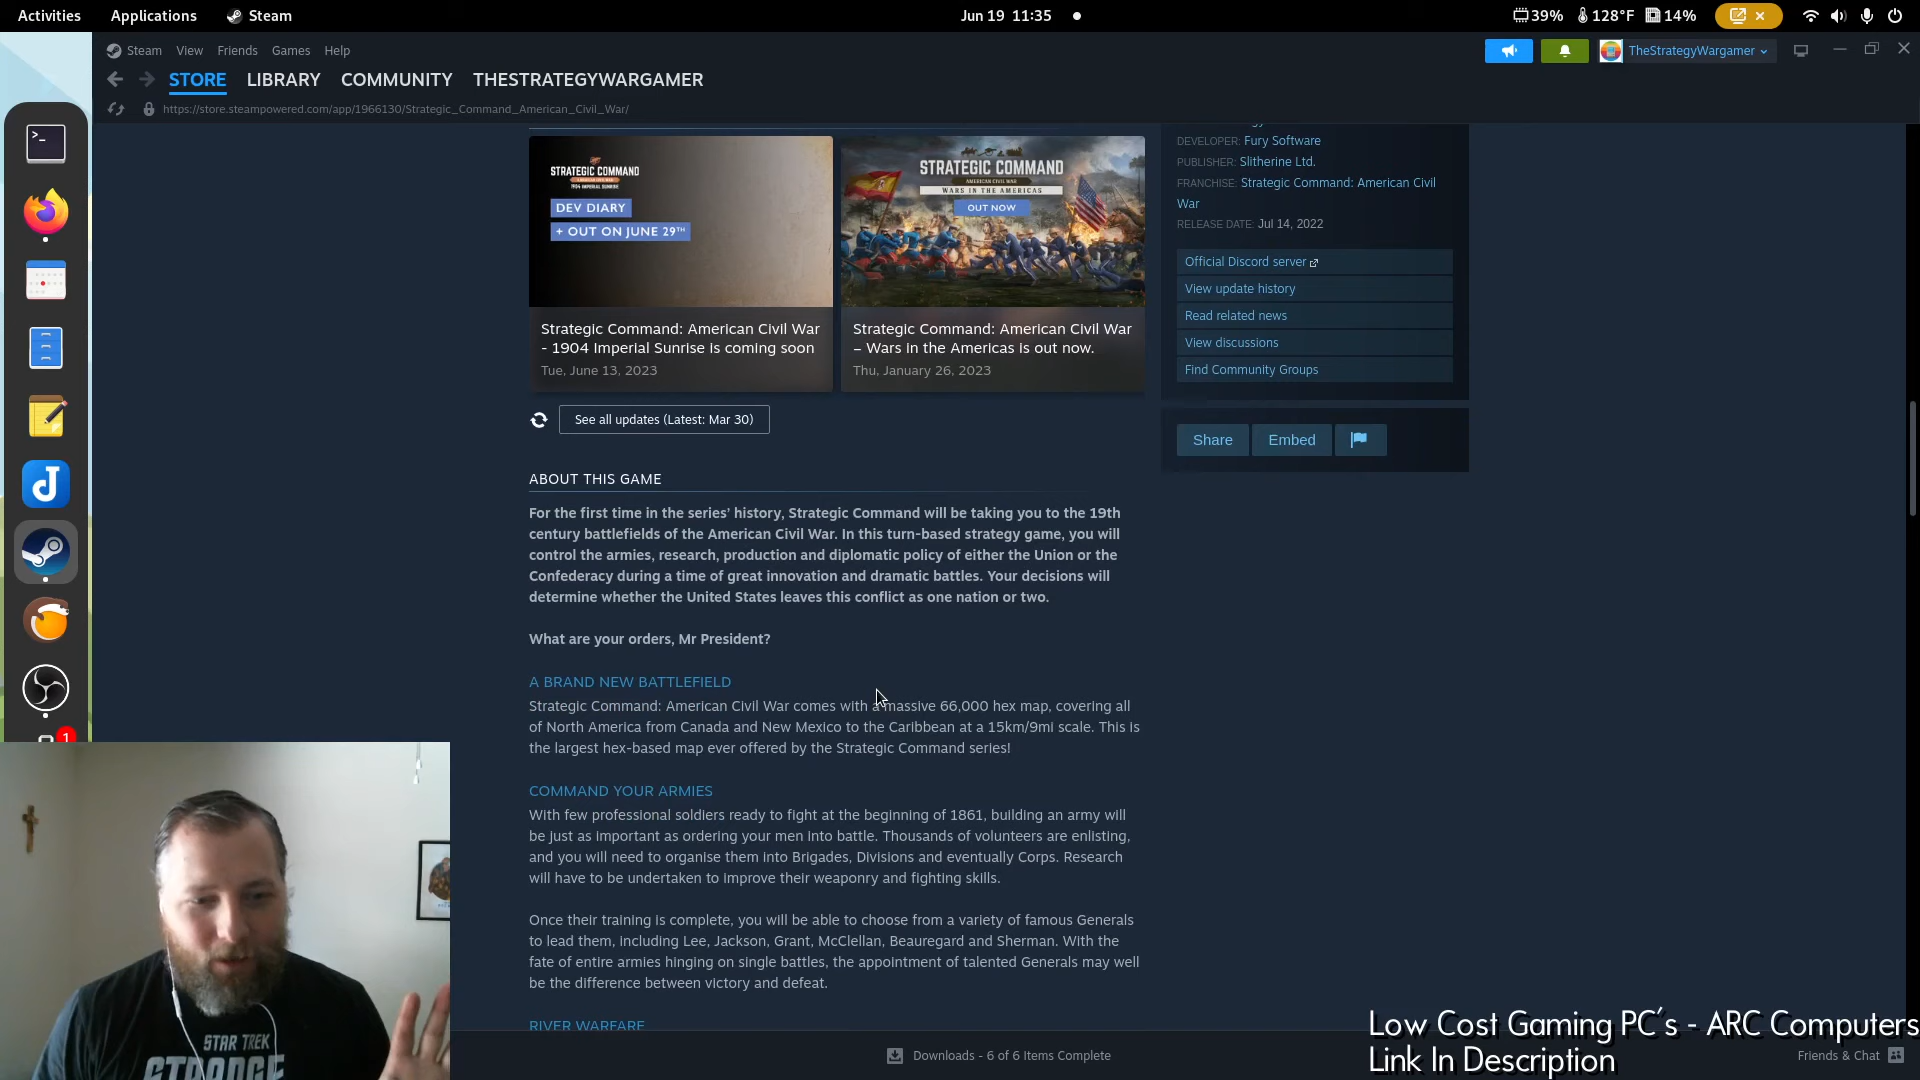 Activities Applications Steam Jun 19 11:35 39% 128°F 14%
Steam View Friends Games Help TheStrategyWargamer
STORE LIBRARY COMMUNITY THESTRATEGYWARGAMER
https://store.steampowered.com/app/1966130/Strategic_Command_American_Civil_War/
DEVELOPER: Fury Software
PUBLISHER: Slitherine Ltd.
FRANCHISE: Strategic Command: American Civil
War
RELEASE DATE: Jul 14, 2022
Official Discord server
View update history
Read related news
View discussions
Find Community Groups
Share Embed
STRATEGIC COMMAND
AMERICAN CIVIL WAR
1904 IMPERIAL SUNRISE
DEV DIARY
+ OUT ON JUNE 29TH
Strategic Command: American Civil War
- 1904 Imperial Sunrise is coming soon
Tue, June 13, 2023
STRATEGIC COMMAND
AMERICAN CIVIL WAR
WARS IN THE AMERICAS
OUT NOW
Strategic Command: American Civil War
– Wars in the Americas is out now.
Thu, January 26, 2023
See all updates (Latest: Mar 30)
ABOUT THIS GAME
For the first time in the series’ history, Strategic Command will be taking you to the 19th
century battlefields of the American Civil War. In this turn-based strategy game, you will
control the armies, research, production and diplomatic policy of either the Union or the
Confederacy during a time of great innovation and dramatic battles. Your decisions will
determine whether the United States leaves this conflict as one nation or two.
What are your orders, Mr President?
A BRAND NEW BATTLEFIELD
Strategic Command: American Civil War comes with a massive 66,000 hex map, covering all
of North America from Canada and New Mexico to the Caribbean at a 15km/9mi scale. This is
the largest hex-based map ever offered by the Strategic Command series!
COMMAND YOUR ARMIES
With few professional soldiers ready to fight at the beginning of 1861, building an army will
be just as important as ordering your men into battle. Thousands of volunteers are enlisting,
and you will need to organise them into Brigades, Divisions and eventually Corps. Research
will have to be undertaken to improve their weaponry and fighting skills.
Once their training is complete, you will be able to choose from a variety of famous Generals
to lead them, including Lee, Jackson, Grant, McClellan, Beauregard and Sherman. With the
fate of entire armies hinging on single battles, the appointment of talented Generals may well
be the difference between victory and defeat.
RIVER WARFARE
1
STAR TREK
STRANGE
Low Cost Gaming PC's - ARC Computers
Link In Description
Downloads - 6 of 6 Items Complete
Friends & Chat